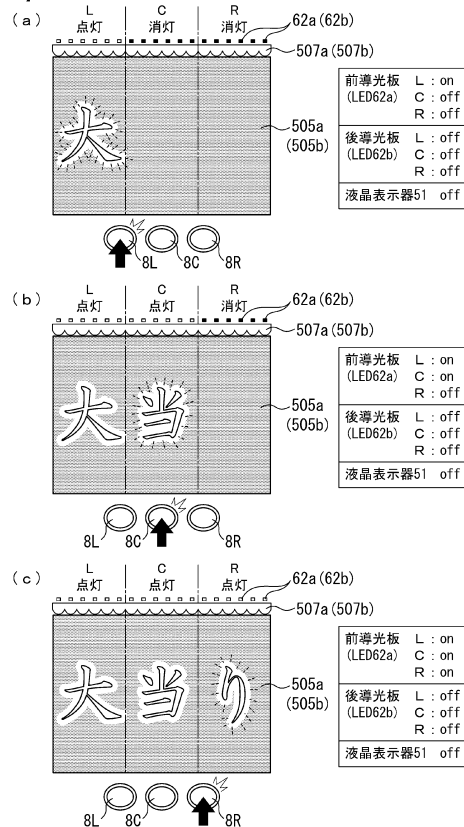 (a)
L C R
点灯 消灯 消灯
62a(62b)
507a(507b)
大
505a
(505b)
8L 8C 8R
前導光板 L:on
(LED62a) C:off
R:off
後導光板 L:off
(LED62b) C:off
R:off
液晶表示器51 off
(b)
L C R
点灯 点灯 消灯
62a(62b)
507a(507b)
大当
505a
(505b)
8L 8C 8R
前導光板 L:on
(LED62a) C:on
R:off
後導光板 L:off
(LED62b) C:off
R:off
液晶表示器51 off
(c)
L C R
点灯 点灯 点灯
62a(62b)
507a(507b)
大当り
505a
(505b)
8L 8C 8R
前導光板 L:on
(LED62a) C:on
R:on
後導光板 L:off
(LED62b) C:off
R:off
液晶表示器51 off